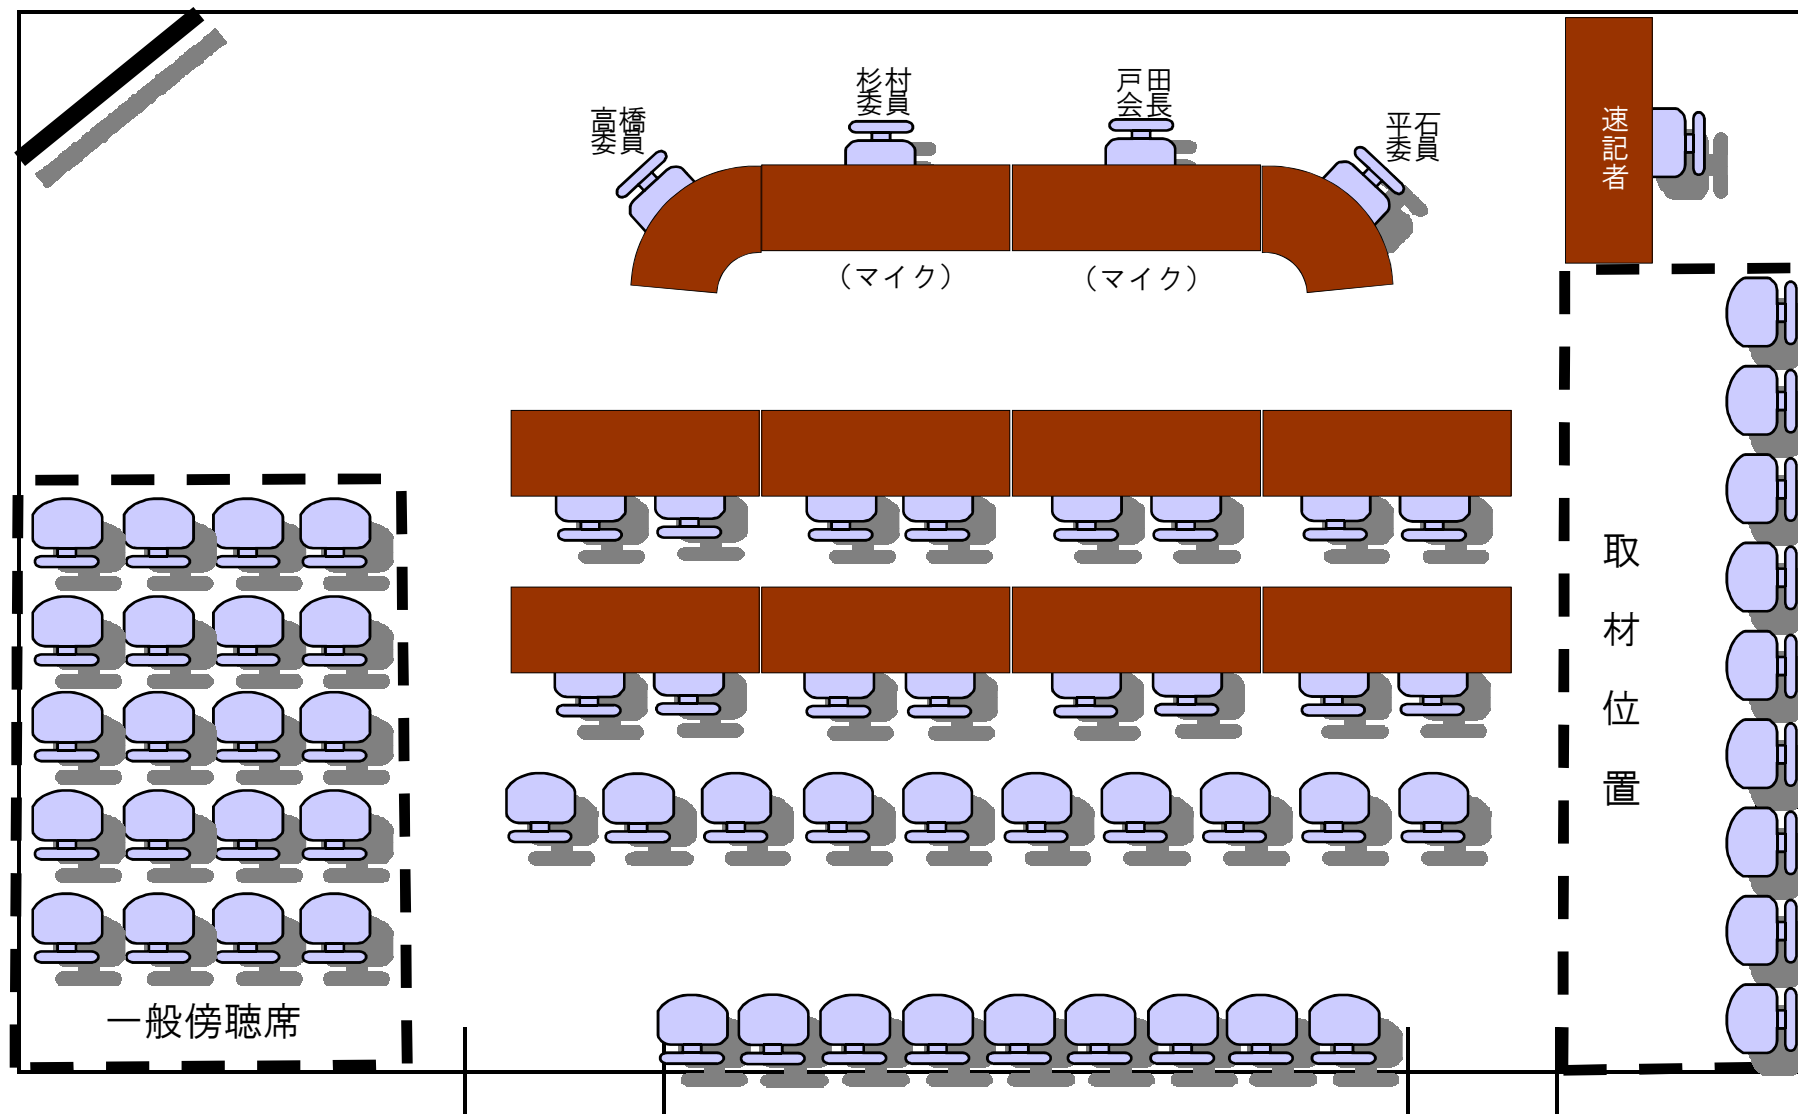 高橋
委員
杉村
委員
戸田
会長
平石
委員
速記者
（マイク）
（マイク）
取材位置
一般傍聴席